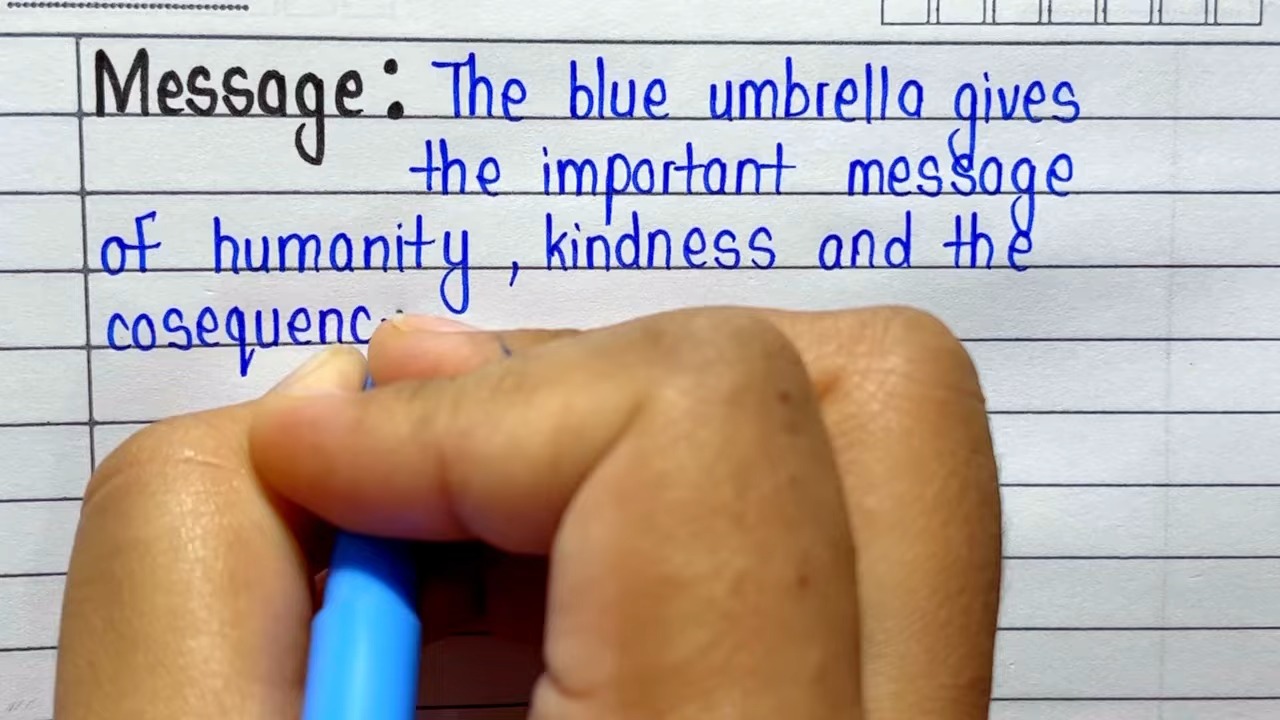 Message: The blue umbrella gives
the important message
of humanity, kindness and the
cosequenc